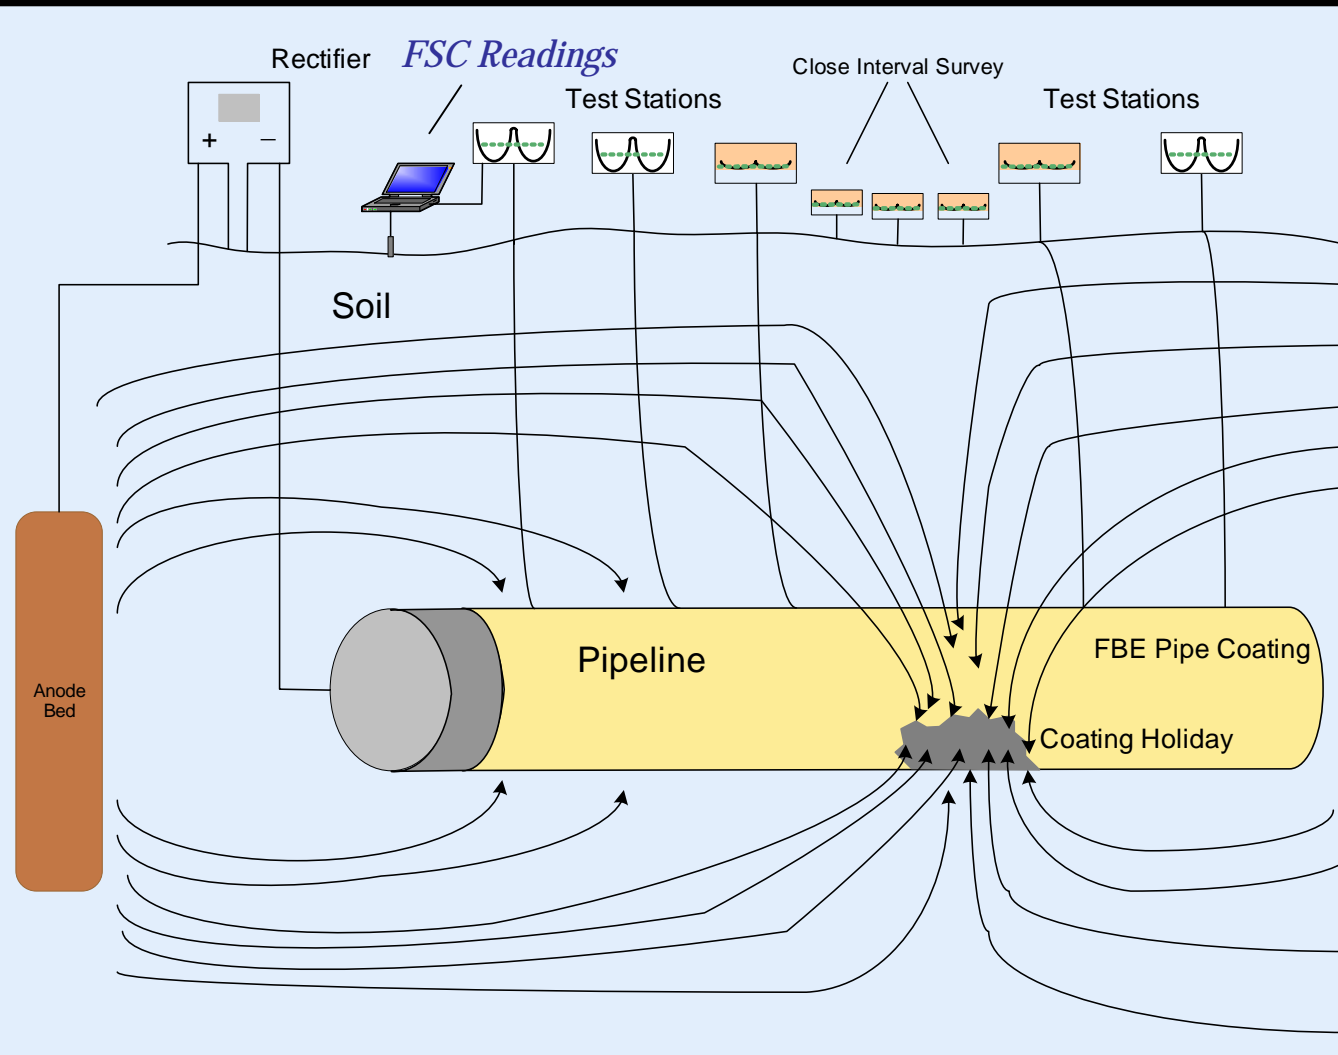 Rectifier
FSC Readings
Test Stations
Close Interval Survey
Test Stations
+ −
Soil
Pipeline
FBE Pipe Coating
Coating Holiday
Anode
Bed